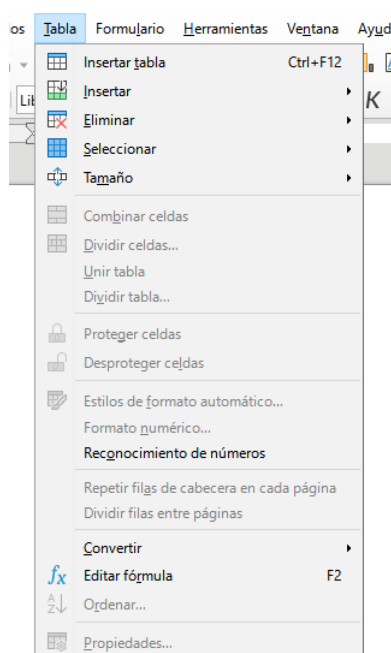 os Tabla Formulario Herramientas Ventana Ayud
Insertar tabla Ctrl+F12
Insertar
Eliminar
Seleccionar
Tamaño
Combinar celdas
Dividir celdas...
Unir tabla
Dividir tabla...
Proteger celdas
Desproteger celdas
Estilos de formato automático...
Formato numérico...
Reconocimiento de números
Repetir filas de cabecera en cada página
Dividir filas entre páginas
Convertir
Editar fórmula F2
Ordenar...
Propiedades...
Lib
K